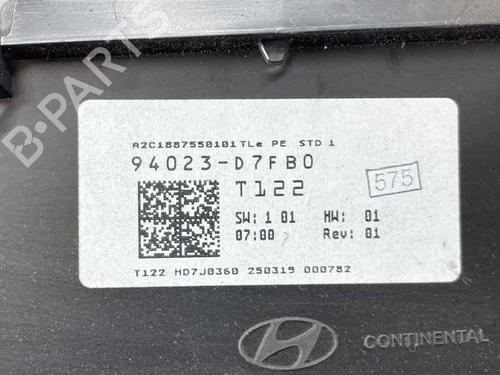 B-PARTS
A2C1887550101TLe PE STD 1
94023-D7FB0
T122
575
SW: 1 01 HW: 01
07:00 Rev: 01
T122 HD7J0360 250319 000782
CONTINENTAL